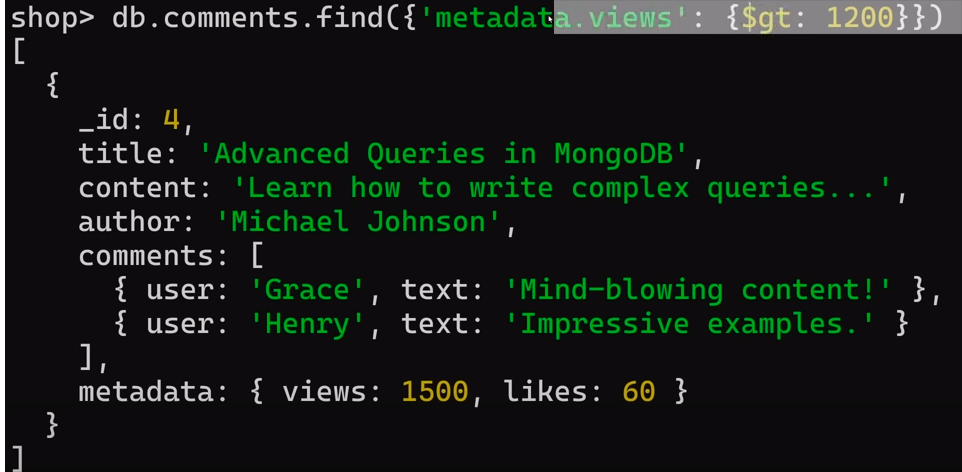 shop> db.comments.find({'metadata.views': {$gt: 1200}})
[
  {
    _id: 4,
    title: 'Advanced Queries in MongoDB',
    content: 'Learn how to write complex queries...',
    author: 'Michael Johnson',
    comments: [
      { user: 'Grace', text: 'Mind-blowing content!' },
      { user: 'Henry', text: 'Impressive examples.' }
    ],
    metadata: { views: 1500, likes: 60 }
  }
]